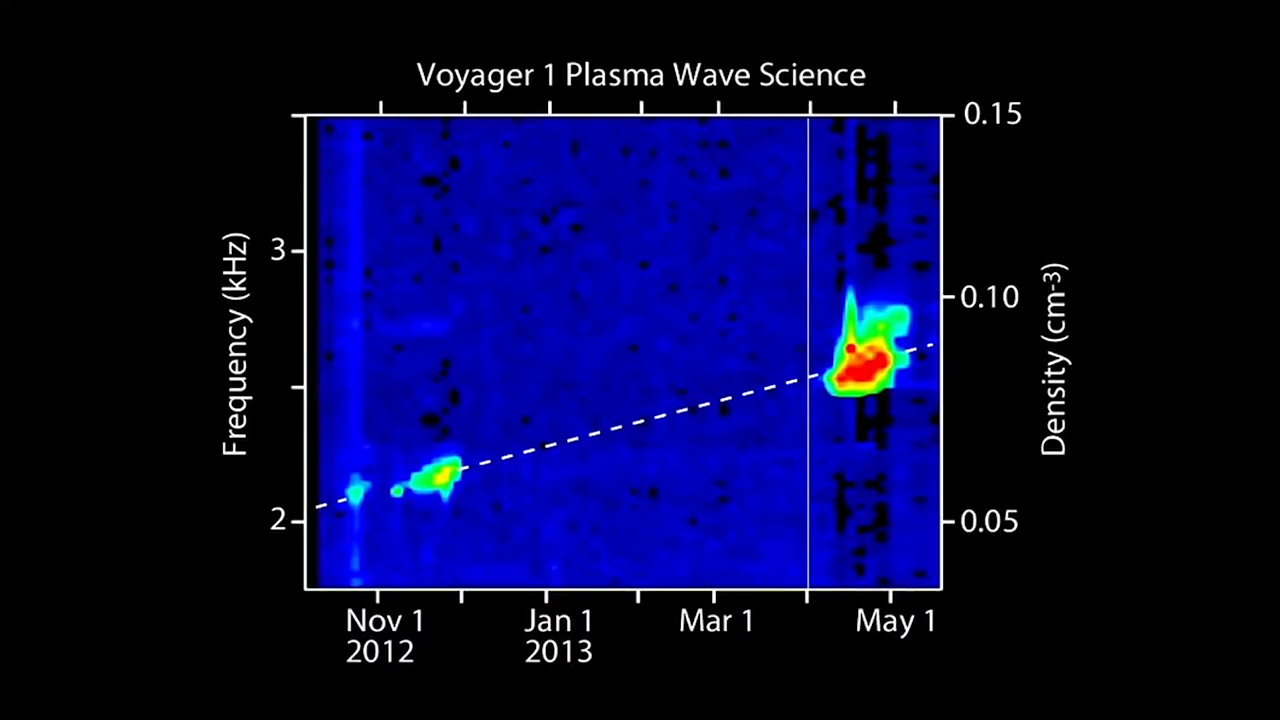 Voyager 1 Plasma Wave Science
0.15
3
0.10
Frequency (kHz)
Density (cm-3)
2
0.05
Nov 1 Jan 1 Mar 1 May 1
2012 2013